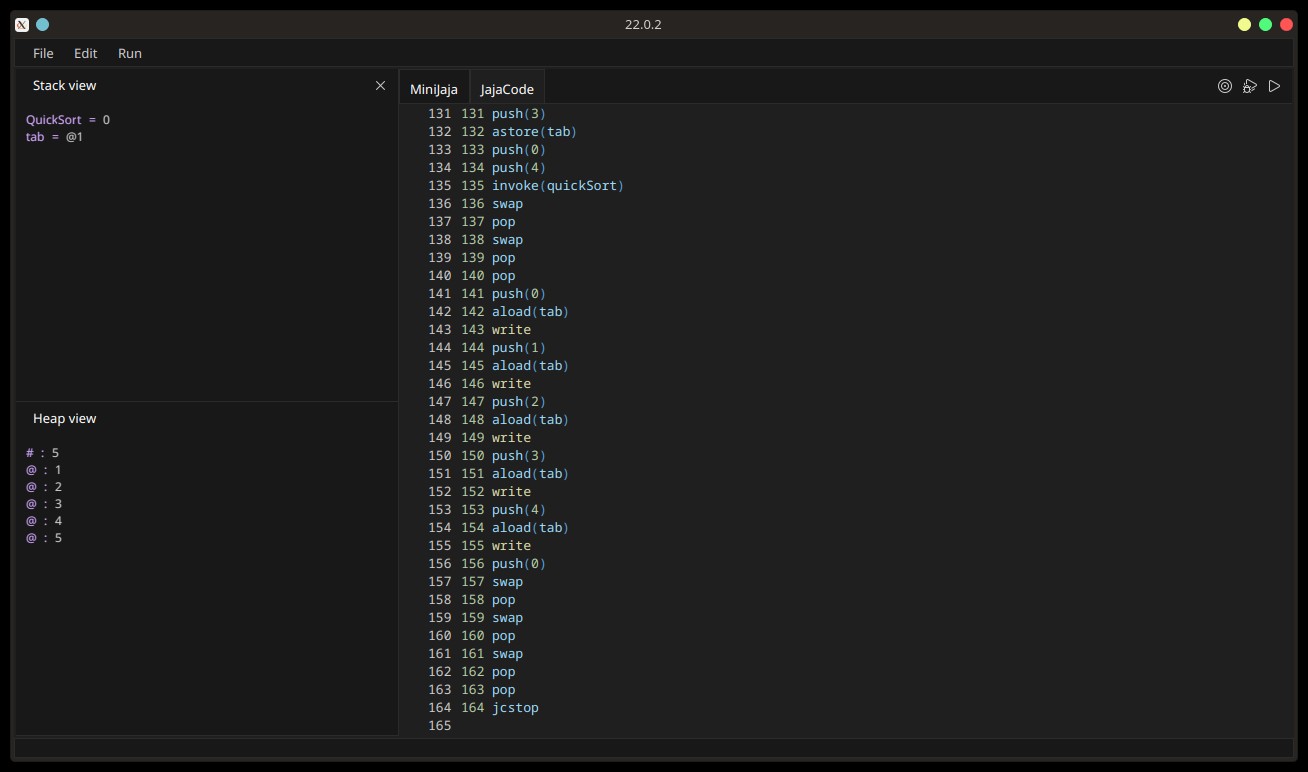 22.0.2
File Edit Run
Stack view
QuickSort = 0
tab = @1
Heap view
# : 5
@ : 1
@ : 2
@ : 3
@ : 4
@ : 5
MiniJaja JajaCode
131 131 push(3)
132 132 astore(tab)
133 133 push(0)
134 134 push(4)
135 135 invoke(quickSort)
136 136 swap
137 137 pop
138 138 swap
139 139 pop
140 140 pop
141 141 push(0)
142 142 aload(tab)
143 143 write
144 144 push(1)
145 145 aload(tab)
146 146 write
147 147 push(2)
148 148 aload(tab)
149 149 write
150 150 push(3)
151 151 aload(tab)
152 152 write
153 153 push(4)
154 154 aload(tab)
155 155 write
156 156 push(0)
157 157 swap
158 158 pop
159 159 swap
160 160 pop
161 161 swap
162 162 pop
163 163 pop
164 164 jcstop
165